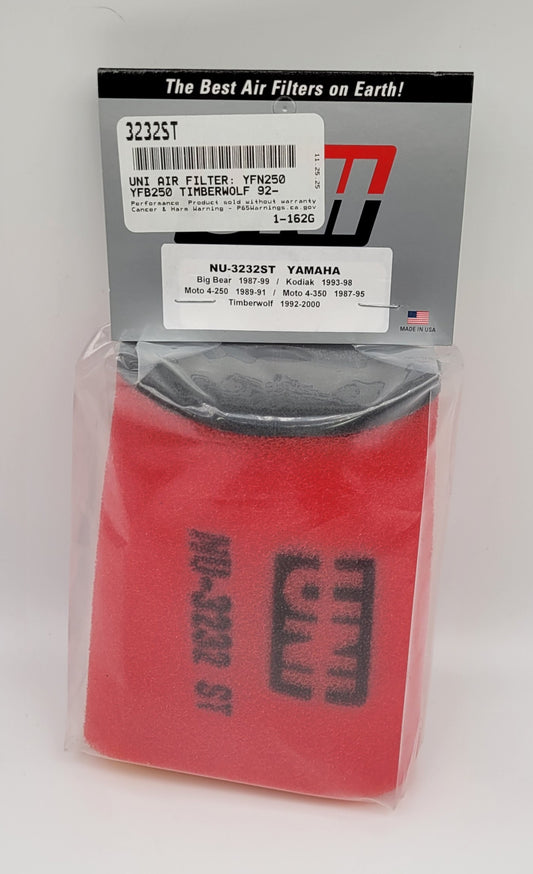 The Best Air Filters on Earth!
3232ST
UNI AIR FILTER: YFN250
YFB250 TIMBERWOLF 92-
Performance Product sold without warranty
Cancer & Harm Warning - P65Warnings.ca.gov
1-162G
11 25 25
NU-3232ST YAMAHA
Big Bear 1987-99 / Kodiak 1993-98
Moto 4-250 1989-91 / Moto 4-350 1987-95
Timberwolf 1992-2000
MADE IN USA
NU-3232 ST
UNI